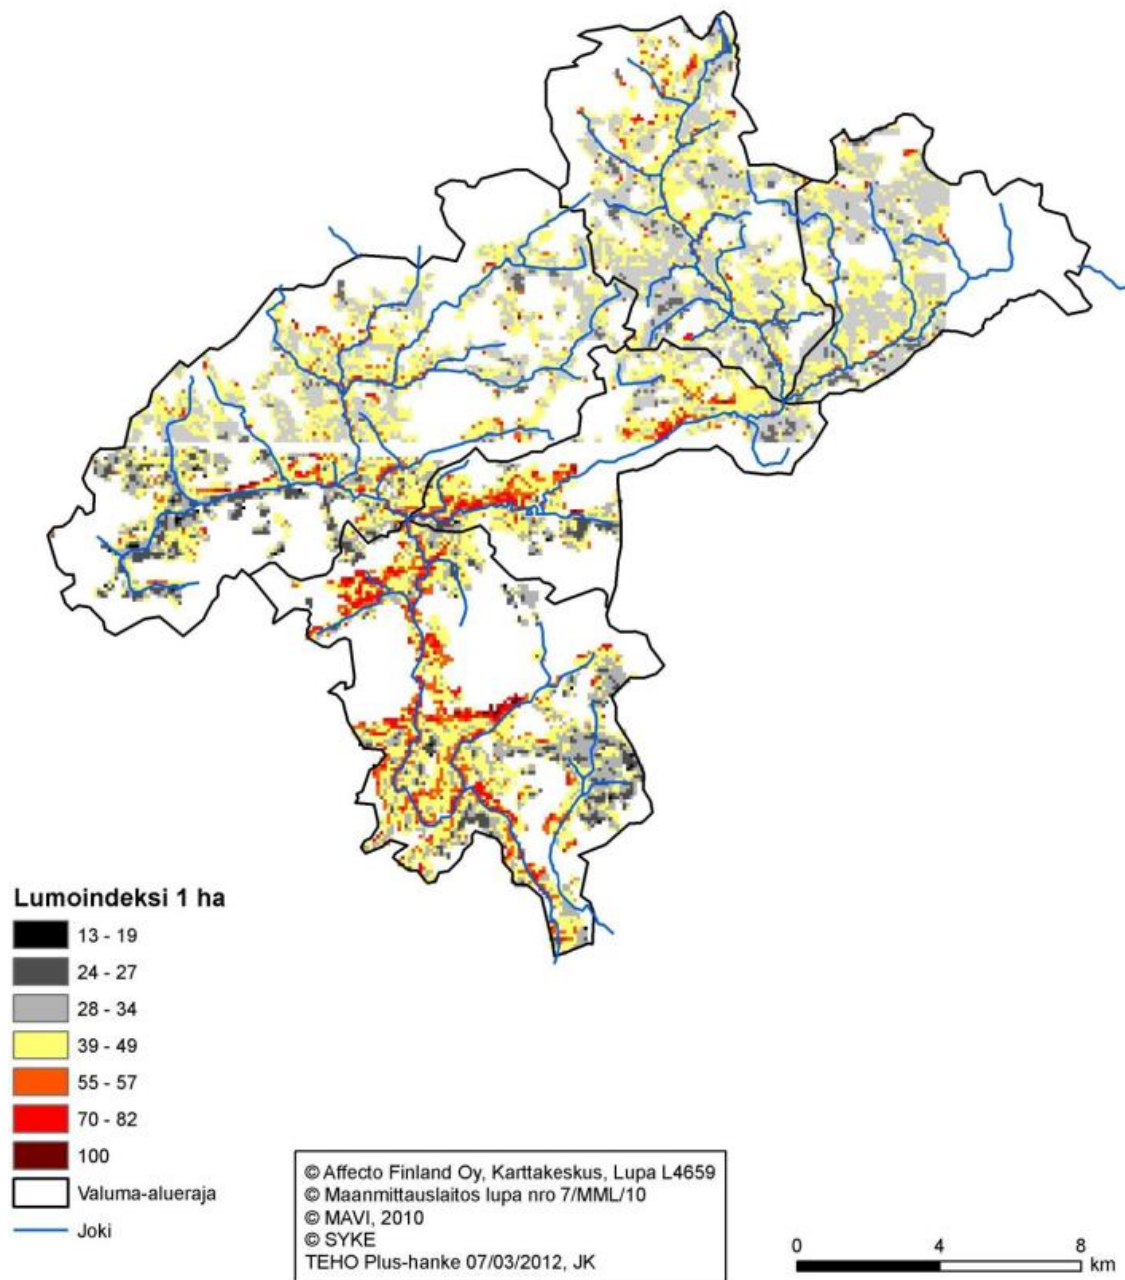 Lumoindeksi 1 ha
13 - 19
24 - 27
28 - 34
39 - 49
55 - 57
70 - 82
100
Valuma-alueraja
Joki
© Affecto Finland Oy, Karttakeskus, Lupa L4659
© Maanmittauslaitos lupa nro 7/MML/10
© MAVI, 2010
© SYKE
TEHO Plus-hanke 07/03/2012, JK
0 4 8
km